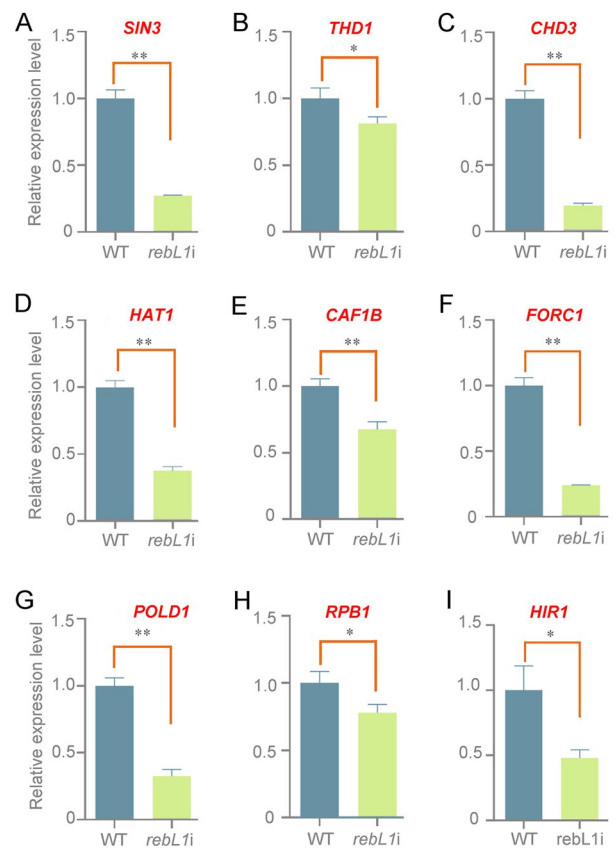 A SIN3
Relative expression level
1.5
**
1.0
0.5
0
WT rebL1i
B THD1
1.5
*
1.0
0.5
0
WT rebL1i
C CHD3
1.5
**
1.0
0.5
0
WT rebL1i
D HAT1
Relative expression level
1.5
**
1.0
0.5
0
WT rebL1i
E CAF1B
1.5
**
1.0
0.5
0
WT rebL1i
F FORC1
1.5
**
1.0
0.5
0
WT rebL1i
G POLD1
Relative expression level
1.5
**
1.0
0.5
0
WT rebL1i
H RPB1
1.5
*
1.0
0.5
0
WT rebL1i
I HIR1
1.5
*
1.0
0.5
0
WT rebL1i